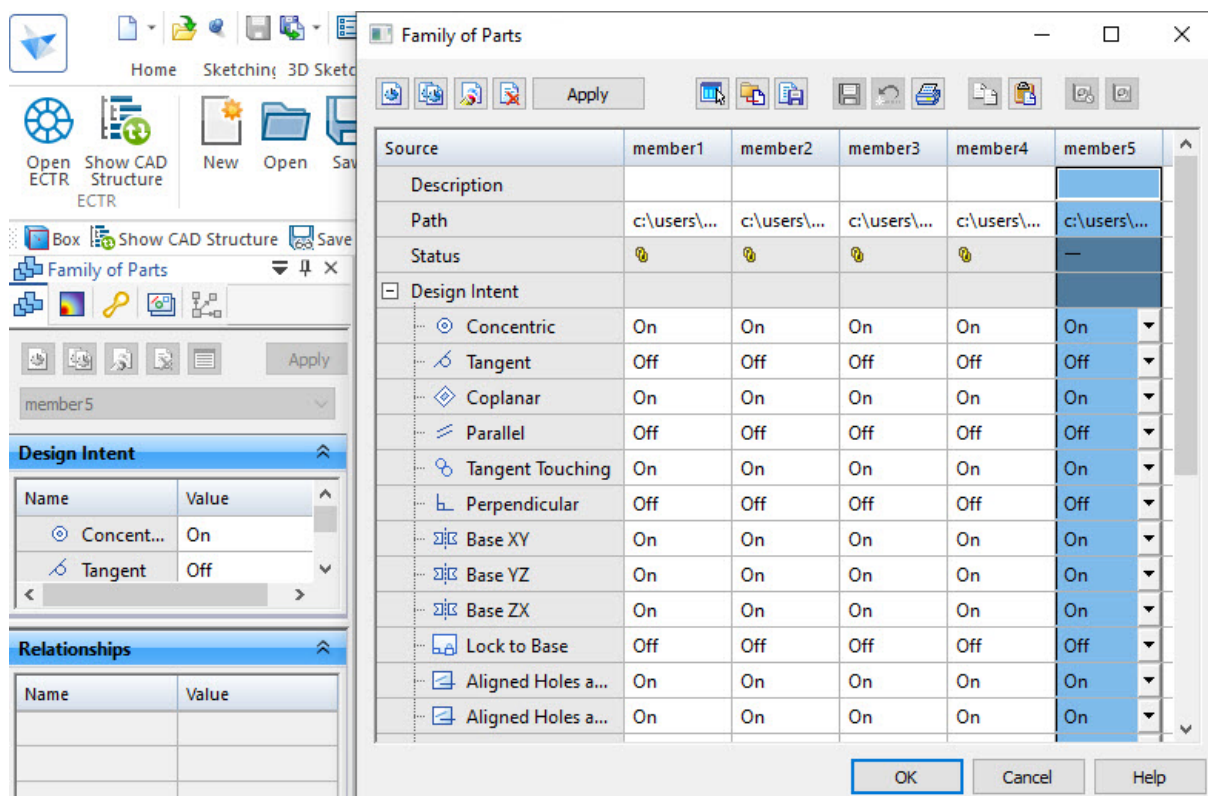 Family of Parts
Home Sketching 3D Sketc
Apply
Open ECTR
Show CAD Structure
New Open Sav
ECTR
Box Show CAD Structure Save
Family of Parts
Apply
member5
Design Intent
Name Value
Concent... On
Tangent Off
Relationships
Name Value
Source member1 member2 member3 member4 member5
Description
Path c:\users\... c:\users\... c:\users\... c:\users\... c:\users\...
Status
Design Intent
Concentric On On On On On
Tangent Off Off Off Off Off
Coplanar On On On On On
Parallel Off Off Off Off Off
Tangent Touching On On On On On
Perpendicular Off Off Off Off Off
Base XY On On On On On
Base YZ On On On On On
Base ZX On On On On On
Lock to Base Off Off Off Off Off
Aligned Holes a... On On On On On
Aligned Holes a... On On On On On
OK Cancel Help